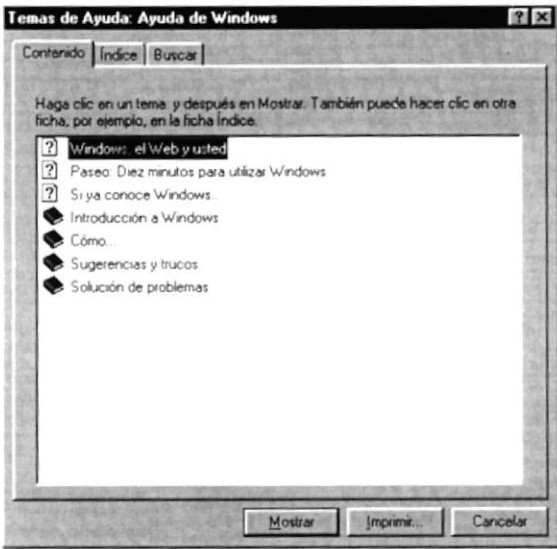 Temas de Ayuda: Ayuda de Windows
Contenido Índice Buscar
Haga clic en un tema y después en Mostrar. También puede hacer clic en otra
ficha, por ejemplo, en la ficha Índice.
Windows, el Web y usted
Paseo: Diez minutos para utilizar Windows
Si ya conoce Windows...
Introducción a Windows
Cómo...
Sugerencias y trucos
Solución de problemas
Mostrar Imprimir... Cancelar